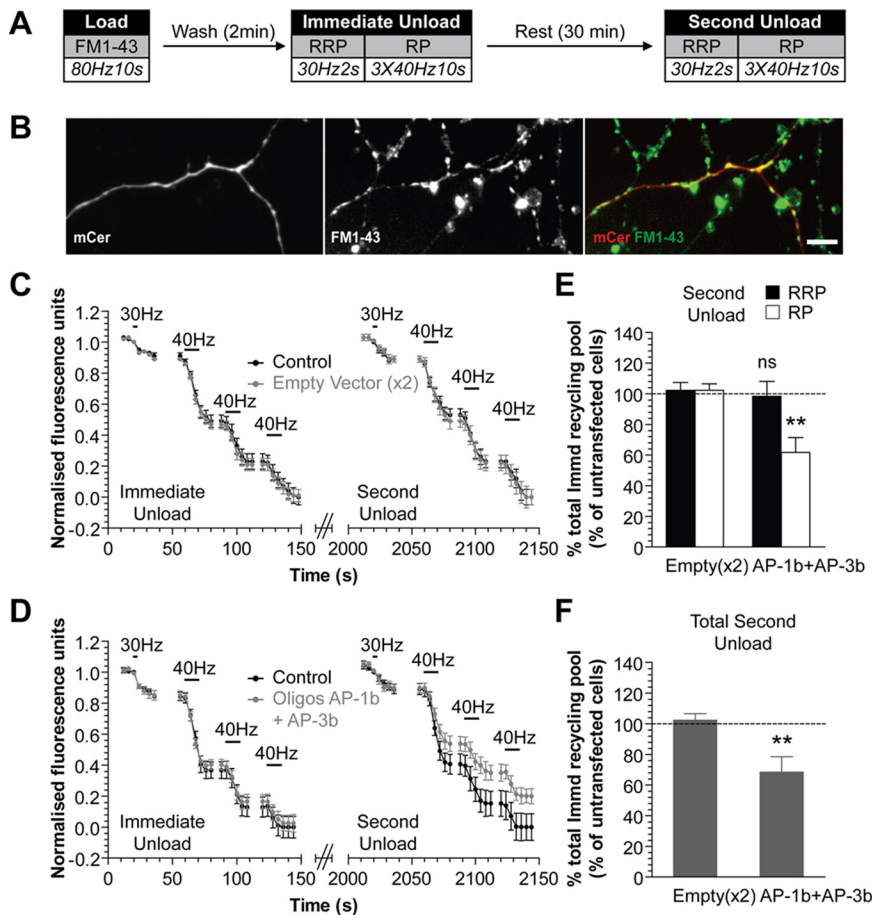 A
Load
FM1-43
80Hz10s
Wash (2min)
Immediate Unload
RRP
RP
30Hz2s
3X40Hz10s
Rest (30 min)
Second Unload
RRP
RP
30Hz2s
3X40Hz10s
B
mCer
FM1-43
mCer FM1-43
C
Normalised fluorescence units
1.2
1.0
0.8
0.6
0.4
0.2
0.0
-0.2
30Hz
40Hz
40Hz
40Hz
Control
Empty Vector (x2)
Immediate
Unload
30Hz
40Hz
40Hz
40Hz
Second
Unload
0
50
100
150
2000
2050
2100
2150
Time (s)
D
Normalised fluorescence units
1.2
1.0
0.8
0.6
0.4
0.2
0.0
-0.2
30Hz
40Hz
40Hz
40Hz
Control
Oligos AP-1b
+ AP-3b
Immediate
Unload
30Hz
40Hz
40Hz
40Hz
Second
Unload
0
50
100
150
2000
2050
2100
2150
Time (s)
E
Second
Unload
RRP
RP
% total Immd recycling pool
(% of untransfected cells)
140
120
100
80
60
40
20
0
ns
**
Empty(x2) AP-1b+AP-3b
F
Total Second
Unload
% total Immd recycling pool
(% of untransfected cells)
140
120
100
80
60
40
20
0
**
Empty(x2) AP-1b+AP-3b